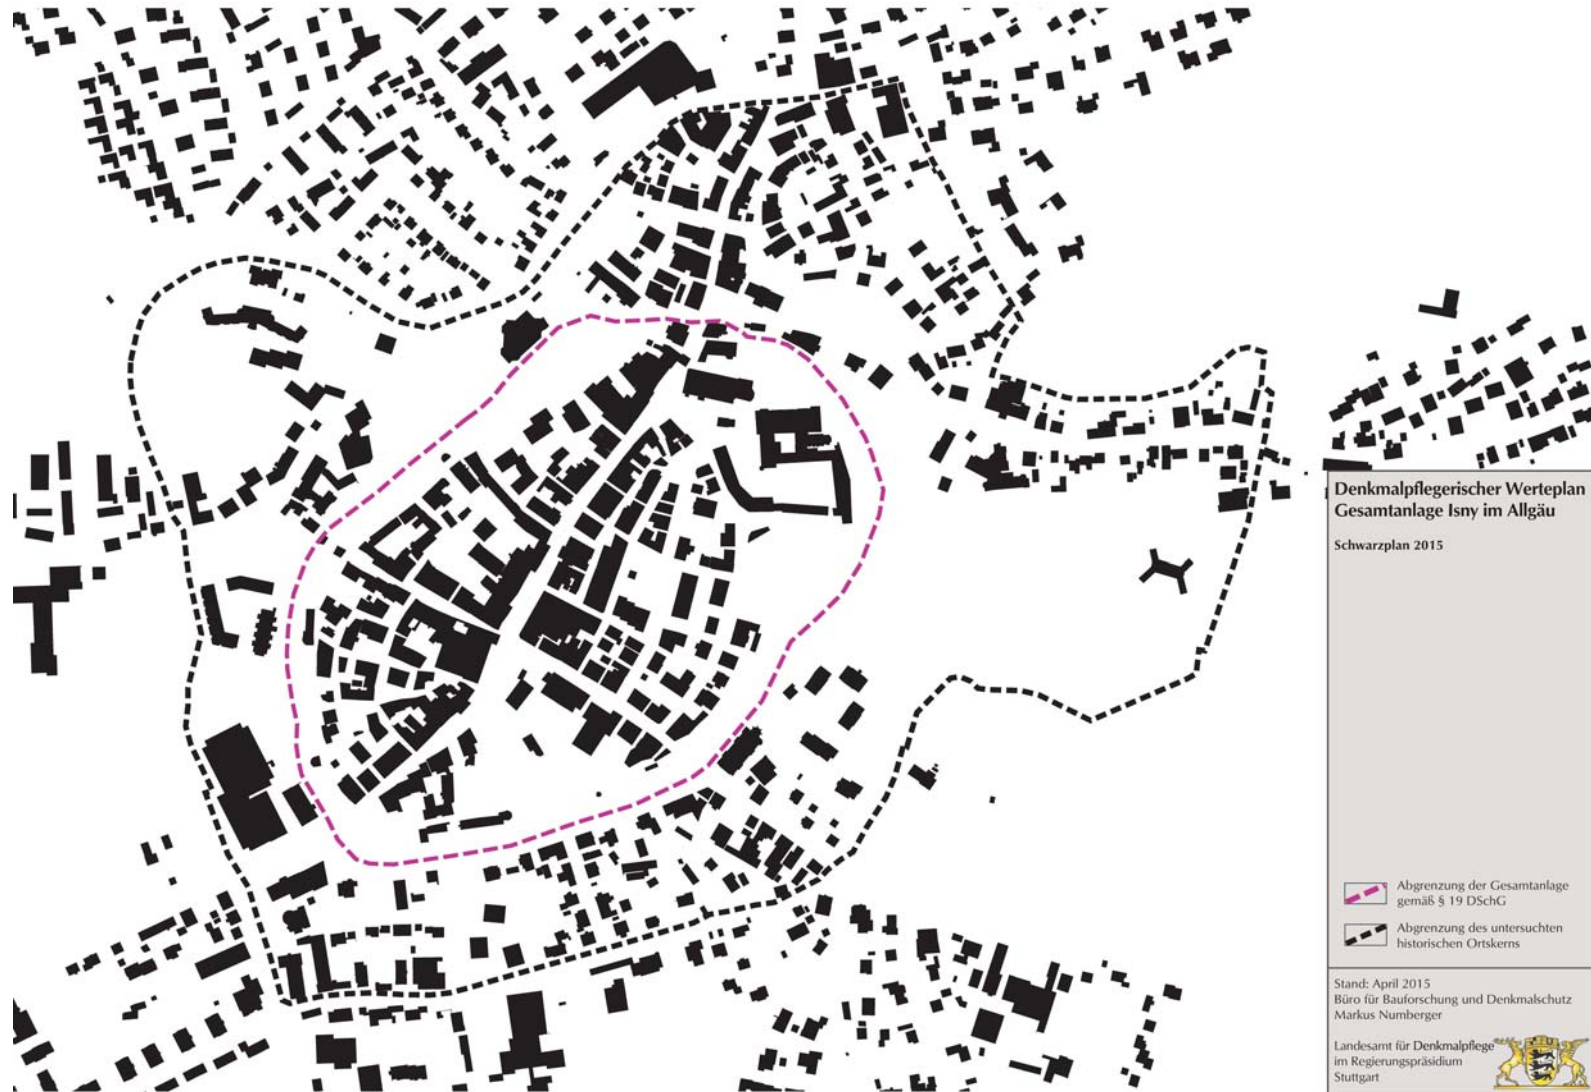 Denkmalpflegerischer Werteplan
Gesamtanlage Isny im Allgäu
Schwarzplan 2015
Abgrenzung der Gesamtanlage
gemäß § 19 DSchG
Abgrenzung des untersuchten
historischen Ortskerns
Stand: April 2015
Büro für Bauforschung und Denkmalschutz
Markus Numberger
Landesamt für Denkmalpflege
im Regierungspräsidium
Stuttgart